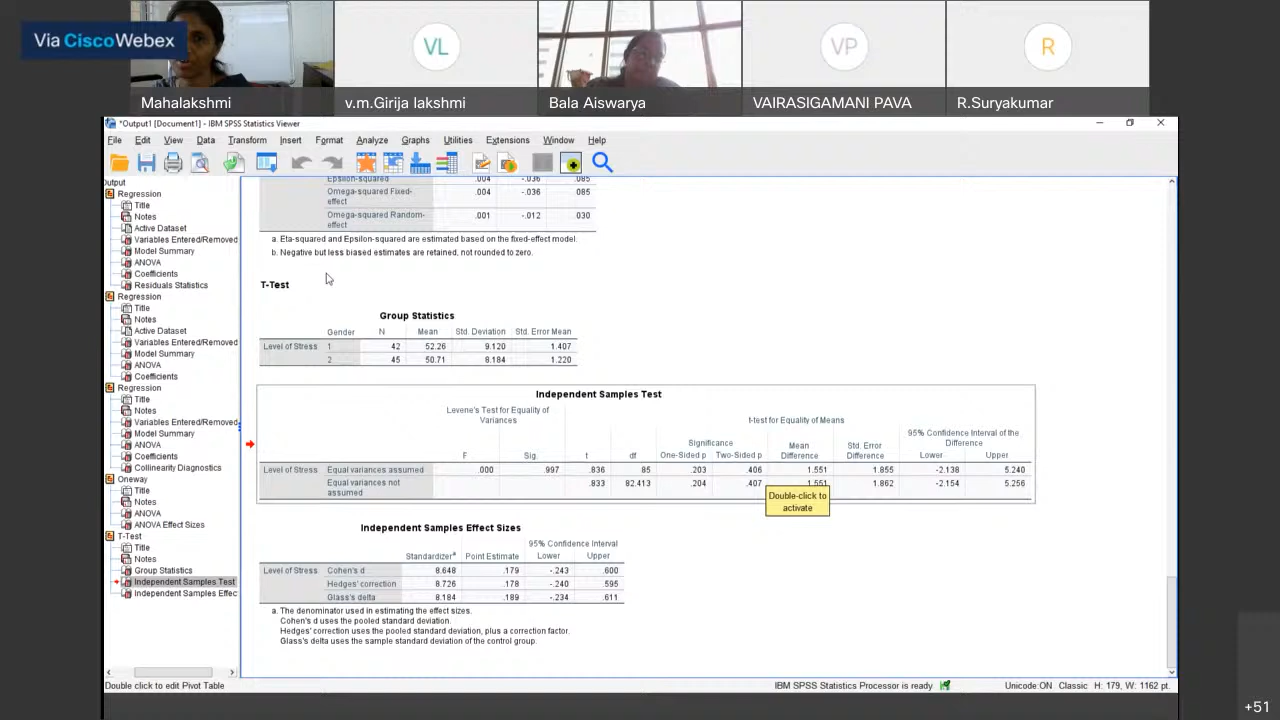 Via CiscoWebex
VL
VP
R
Mahalakshmi
v.m.Girija lakshmi
Bala Aiswarya
VAIRASIGAMANI PAVA
R.Suryakumar
*Output1 [Document1] - IBM SPSS Statistics Viewer
File Edit View Data Transform Insert Format Analyze Graphs Utilities Extensions Window Help
Output
Regression
Title
Notes
Active Dataset
Variables Entered/Removed
Model Summary
ANOVA
Coefficients
Residuals Statistics
Regression
Title
Notes
Active Dataset
Variables Entered/Removed
Model Summary
ANOVA
Coefficients
Regression
Title
Notes
Variables Entered/Removed
Model Summary
ANOVA
Coefficients
Collinearity Diagnostics
Oneway
Title
Notes
ANOVA
ANOVA Effect Sizes
T-Test
Title
Notes
Group Statistics
Independent Samples Test
Independent Samples Effec
Epsilon-squared .004 -.036 .085
Omega-squared Fixed-effect .004 -.036 .085
Omega-squared Random-effect .001 -.012 .030
a. Eta-squared and Epsilon-squared are estimated based on the fixed-effect model.
b. Negative but less biased estimates are retained, not rounded to zero.
T-Test
Group Statistics
Gender N Mean Std. Deviation Std. Error Mean
Level of Stress 1 42 52.26 9.120 1.407
2 45 50.71 8.184 1.220
Independent Samples Test
Levene's Test for Equality of Variances
t-test for Equality of Means
Significance
95% Confidence Interval of the Difference
F Sig. t df One-Sided p Two-Sided p Mean Difference Std. Error Difference Lower Upper
Level of Stress Equal variances assumed .000 .997 .836 85 .203 .406 1.551 1.855 -2.138 5.240
Equal variances not assumed .833 82.413 .204 .407 1.551 1.862 -2.154 5.256
Double-click to activate
Independent Samples Effect Sizes
95% Confidence Interval
Standardizerᵃ Point Estimate Lower Upper
Level of Stress Cohen's d 8.648 .179 -.243 .600
Hedges' correction 8.726 .178 -.240 .595
Glass's delta 8.184 .189 -.234 .611
a. The denominator used in estimating the effect sizes.
Cohen's d uses the pooled standard deviation.
Hedges' correction uses the pooled standard deviation, plus a correction factor.
Glass's delta uses the sample standard deviation of the control group.
Double click to edit Pivot Table
IBM SPSS Statistics Processor is ready
Unicode:ON Classic H: 179, W: 1162 pt.
+51